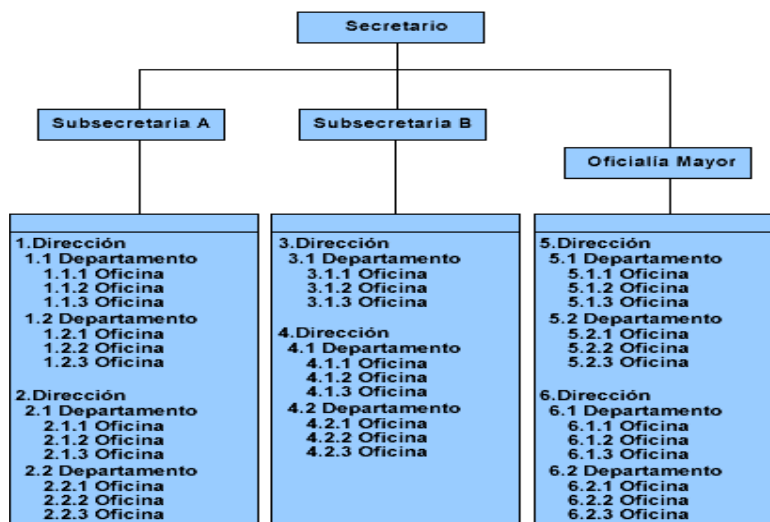 Secretario
Subsecretaria A
Subsecretaria B
Oficialía Mayor
1.Dirección
1.1 Departamento
1.1.1 Oficina
1.1.2 Oficina
1.1.3 Oficina
1.2 Departamento
1.2.1 Oficina
1.2.2 Oficina
1.2.3 Oficina
2.Dirección
2.1 Departamento
2.1.1 Oficina
2.1.2 Oficina
2.1.3 Oficina
2.2 Departamento
2.2.1 Oficina
2.2.2 Oficina
2.2.3 Oficina
3.Dirección
3.1 Departamento
3.1.1 Oficina
3.1.2 Oficina
3.1.3 Oficina
4.Dirección
4.1 Departamento
4.1.1 Oficina
4.1.2 Oficina
4.1.3 Oficina
4.2 Departamento
4.2.1 Oficina
4.2.2 Oficina
4.2.3 Oficina
5.Dirección
5.1 Departamento
5.1.1 Oficina
5.1.2 Oficina
5.1.3 Oficina
5.2 Departamento
5.2.1 Oficina
5.2.2 Oficina
5.2.3 Oficina
6.Dirección
6.1 Departamento
6.1.1 Oficina
6.1.2 Oficina
6.1.3 Oficina
6.2 Departamento
6.2.1 Oficina
6.2.2 Oficina
6.2.3 Oficina